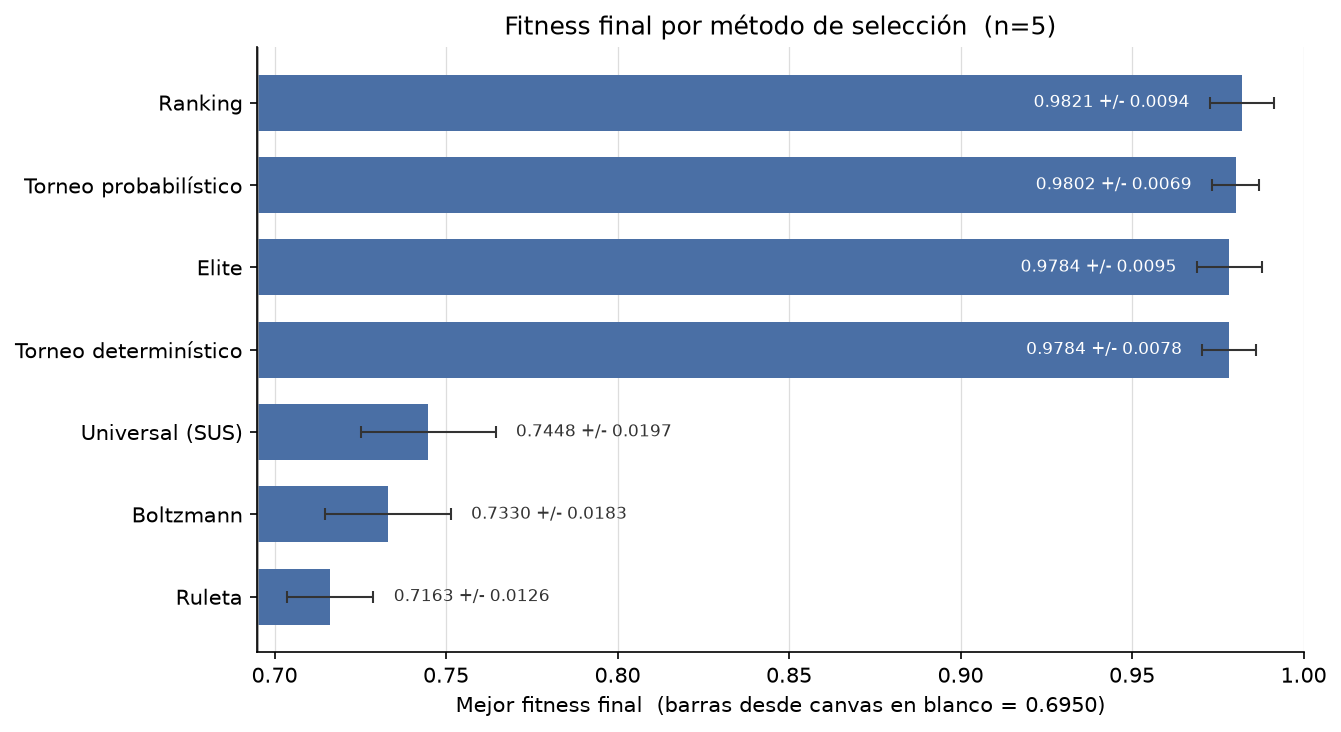 Fitness final por método de selección  (n=5)
Ranking
0.9821 +/- 0.0094
Torneo probabilístico
0.9802 +/- 0.0069
Elite
0.9784 +/- 0.0095
Torneo determinístico
0.9784 +/- 0.0078
Universal (SUS)
0.7448 +/- 0.0197
Boltzmann
0.7330 +/- 0.0183
Ruleta
0.7163 +/- 0.0126
0.70 0.75 0.80 0.85 0.90 0.95 1.00
Mejor fitness final  (barras desde canvas en blanco = 0.6950)